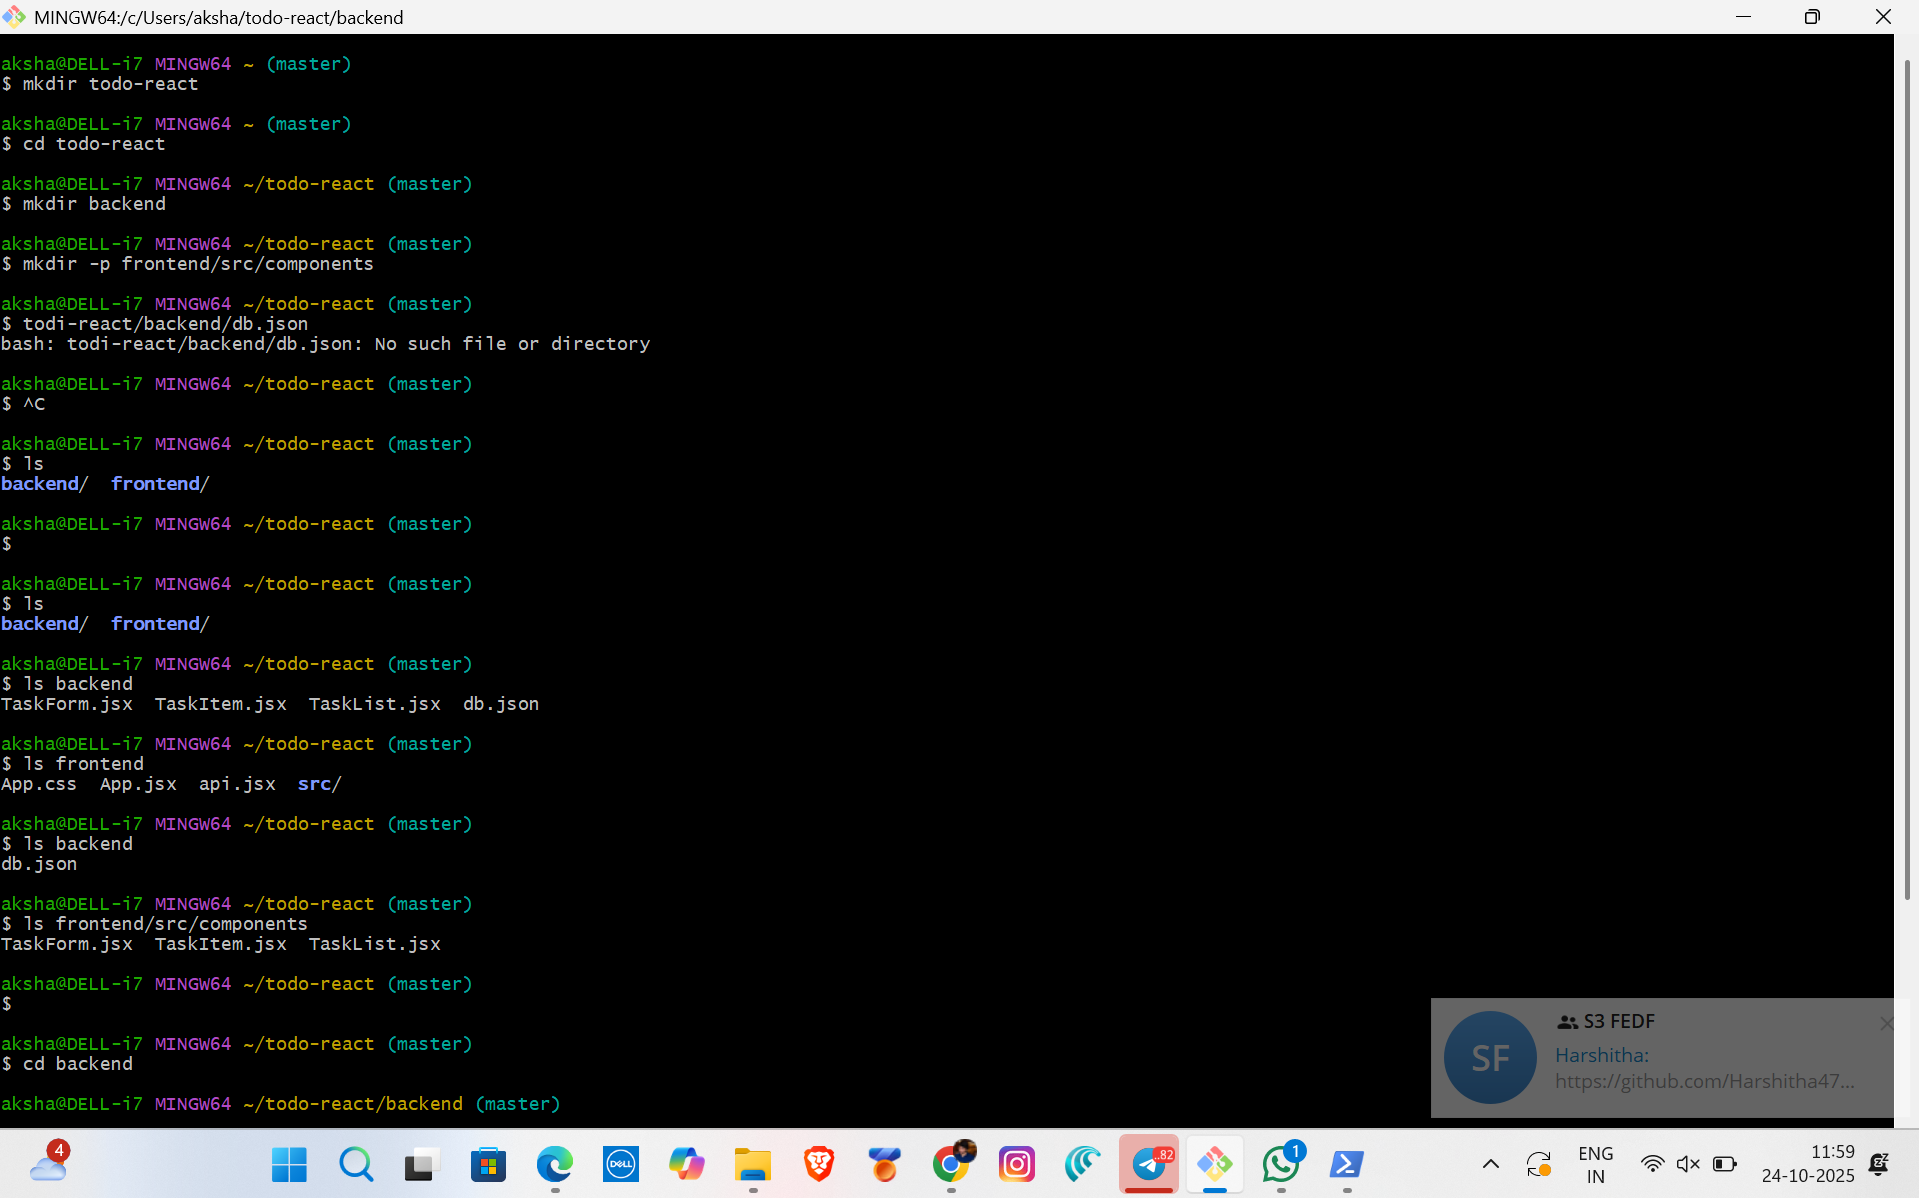 MINGW64:/c/Users/aksha/todo-react/backend
aksha@DELL-i7 MINGW64 ~ (master)
$ mkdir todo-react
aksha@DELL-i7 MINGW64 ~ (master)
$ cd todo-react
aksha@DELL-i7 MINGW64 ~/todo-react (master)
$ mkdir backend
aksha@DELL-i7 MINGW64 ~/todo-react (master)
$ mkdir -p frontend/src/components
aksha@DELL-i7 MINGW64 ~/todo-react (master)
$ todi-react/backend/db.json
bash: todi-react/backend/db.json: No such file or directory
aksha@DELL-i7 MINGW64 ~/todo-react (master)
$ ^C
aksha@DELL-i7 MINGW64 ~/todo-react (master)
$ ls
backend/  frontend/
aksha@DELL-i7 MINGW64 ~/todo-react (master)
$
aksha@DELL-i7 MINGW64 ~/todo-react (master)
$ ls
backend/  frontend/
aksha@DELL-i7 MINGW64 ~/todo-react (master)
$ ls backend
TaskForm.jsx  TaskItem.jsx  TaskList.jsx  db.json
aksha@DELL-i7 MINGW64 ~/todo-react (master)
$ ls frontend
App.css  App.jsx  api.jsx  src/
aksha@DELL-i7 MINGW64 ~/todo-react (master)
$ ls backend
db.json
aksha@DELL-i7 MINGW64 ~/todo-react (master)
$ ls frontend/src/components
TaskForm.jsx  TaskItem.jsx  TaskList.jsx
aksha@DELL-i7 MINGW64 ~/todo-react (master)
$
aksha@DELL-i7 MINGW64 ~/todo-react (master)
$ cd backend
aksha@DELL-i7 MINGW64 ~/todo-react/backend (master)
SF
S3 FEDF
Harshitha:
https://github.com/Harshitha47...
4
DELL
..82
1
ENG
IN
11:59
24-10-2025